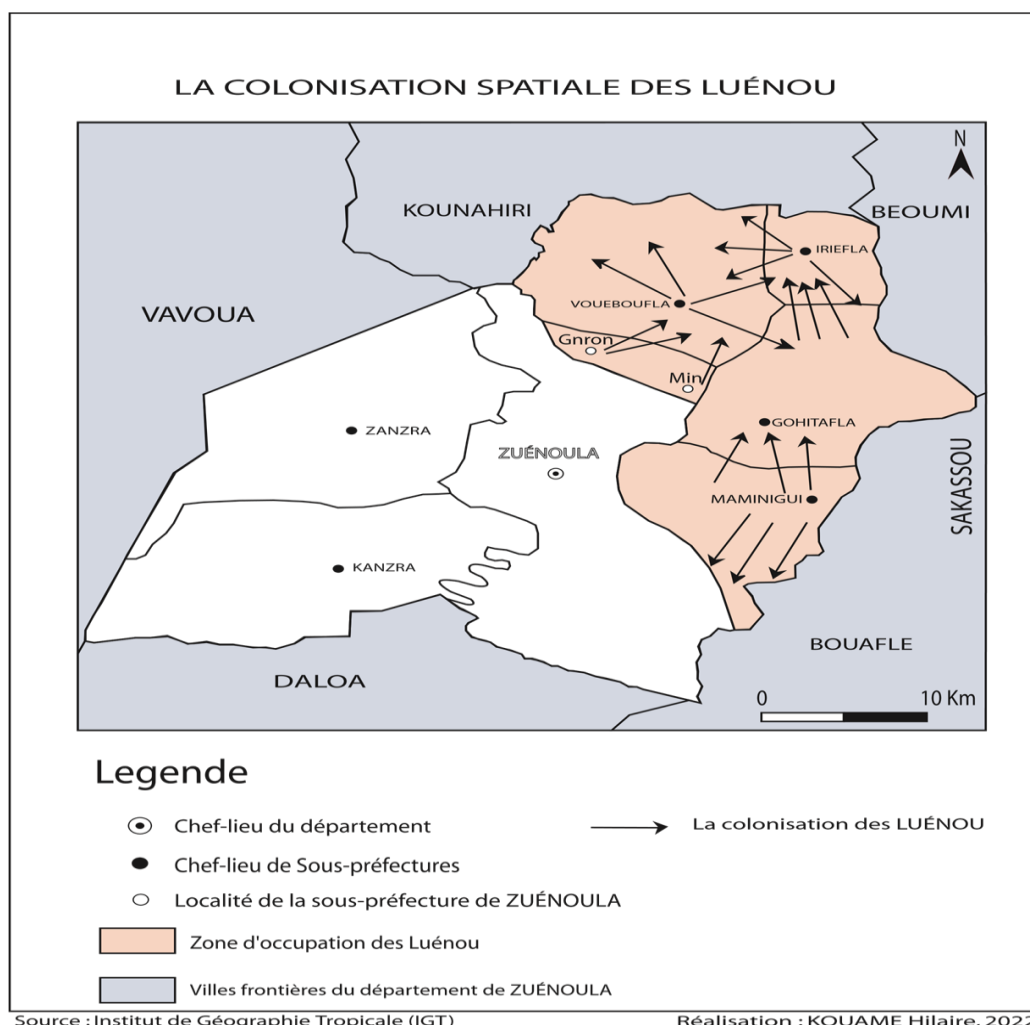 LA COLONISATION SPATIALE DES LUÉNOU
N
KOUNAHIRI
BEOUMI
IRIEFLA
VAVOUA
VOUEBOUFLA
Gnron
Min
GOHITAFLA
ZANZRA
ZUÉNOULA
MAMINIGUI
SAKASSOU
KANZRA
BOUAFLE
DALOA
0 10 Km
Legende
Chef-lieu du département
La colonisation des LUÉNOU
Chef-lieu de Sous-préfectures
Localité de la sous-préfecture de ZUÉNOULA
Zone d'occupation des Luénou
Villes frontières du département de ZUÉNOULA
Source : Institut de Géographie Tropicale (IGT) Réalisation : KOUAME Hilaire, 2022